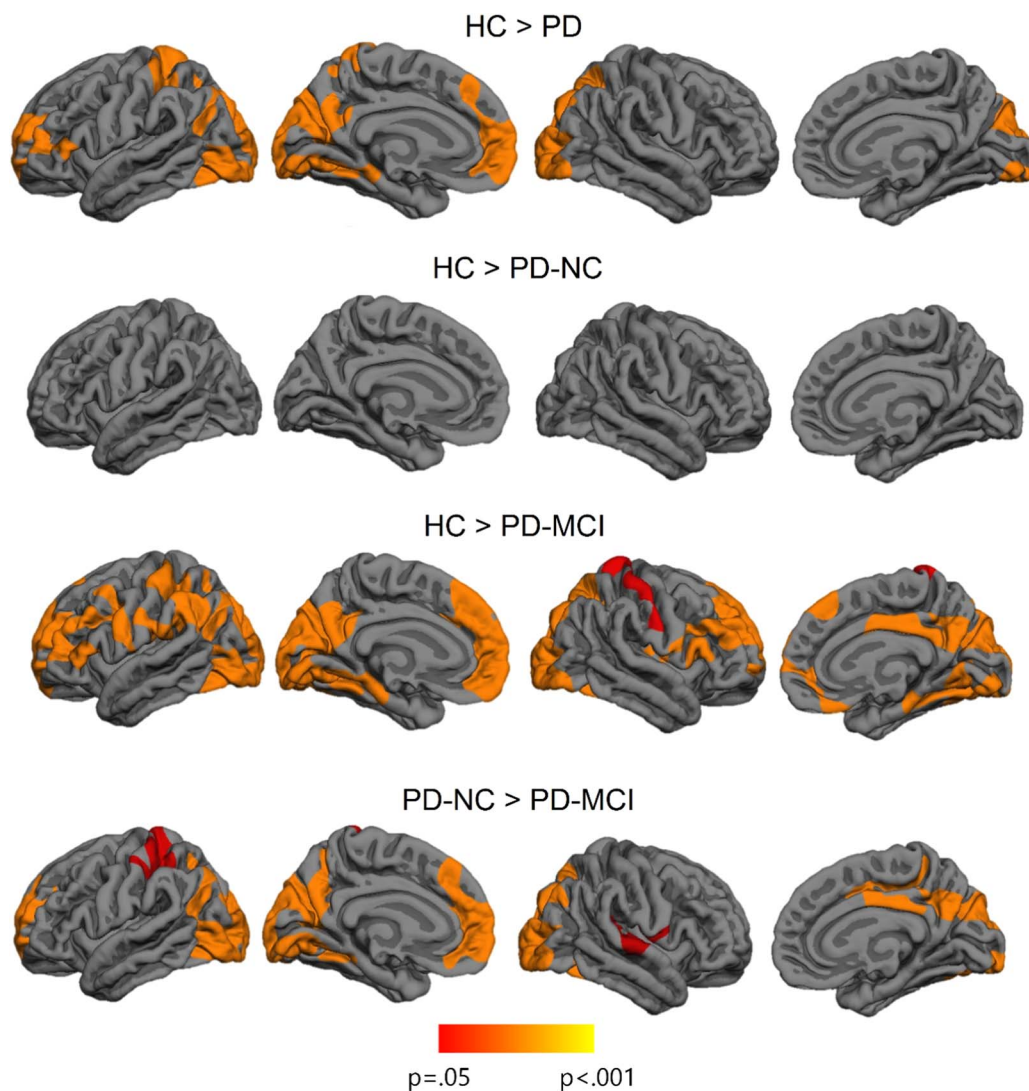 HC > PD
HC > PD-NC
HC > PD-MCI
PD-NC > PD-MCI
p=.05 p<.001